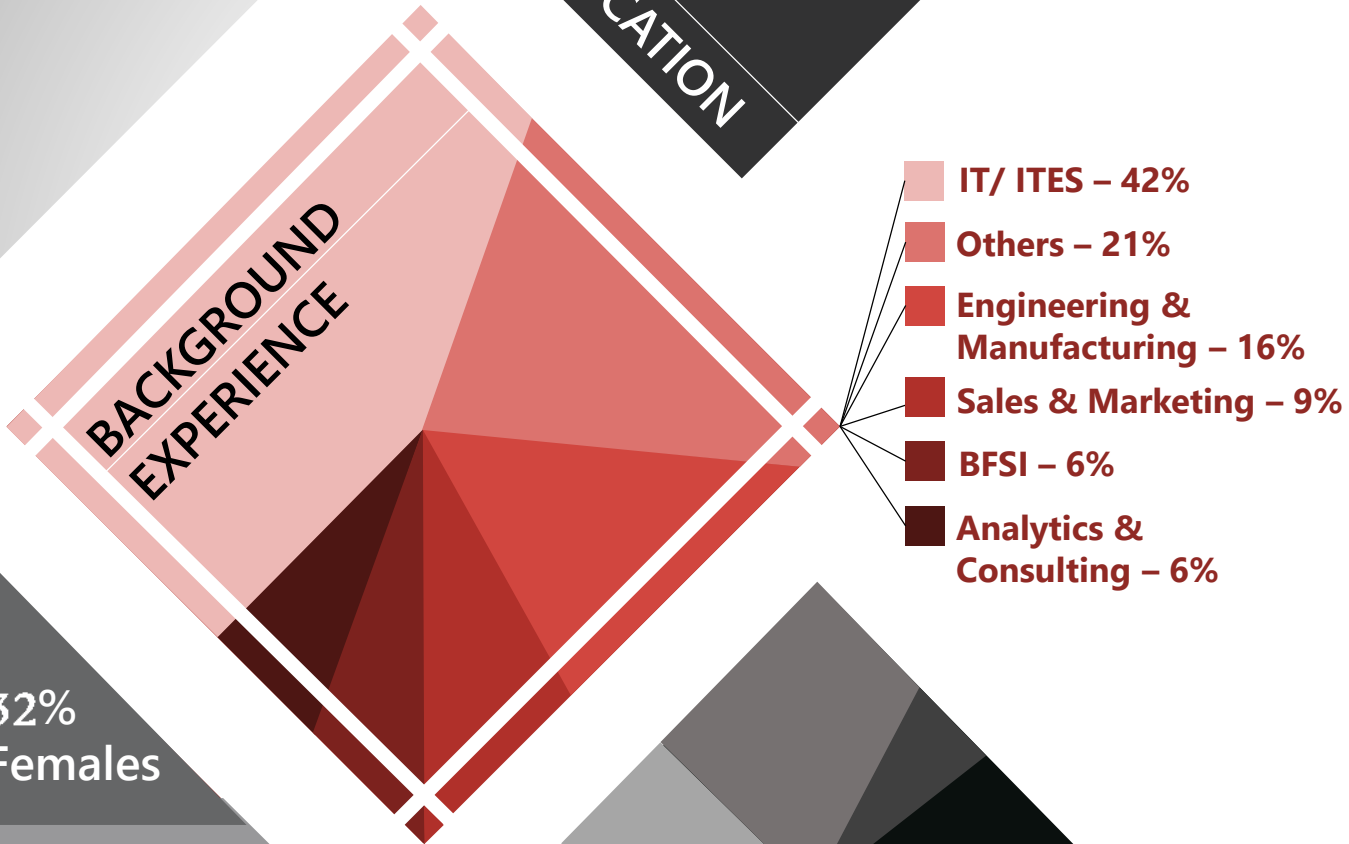 CATION
BACKGROUND
EXPERIENCE
IT/ ITES – 42%
Others – 21%
Engineering &
Manufacturing – 16%
Sales & Marketing – 9%
BFSI – 6%
Analytics &
Consulting – 6%
32%
Females